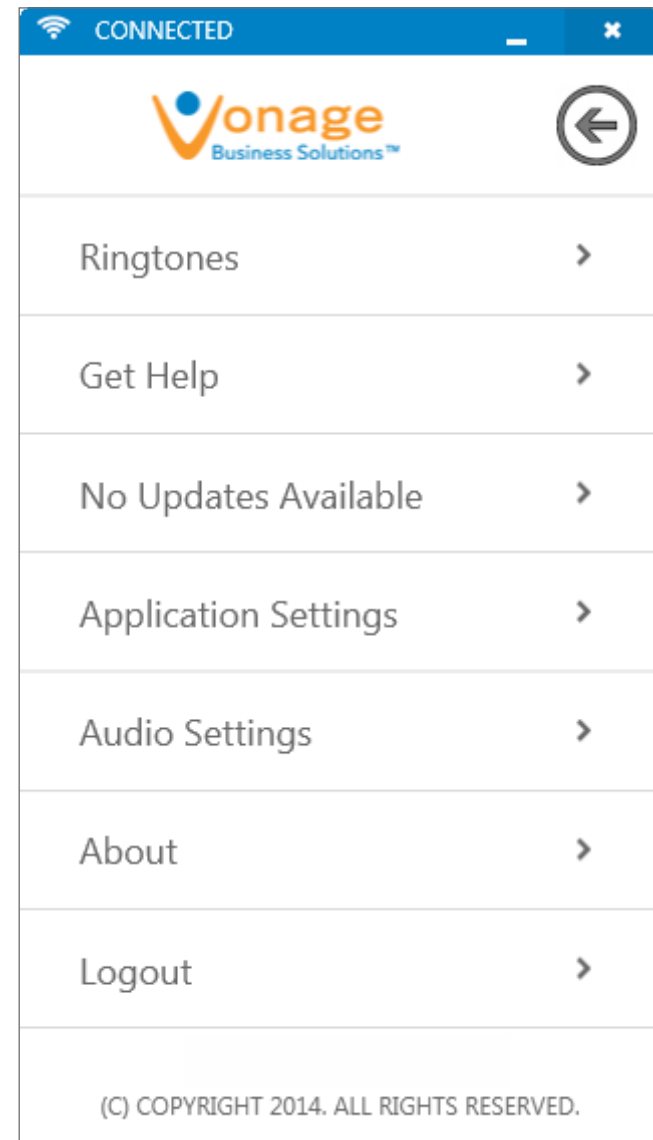 CONNECTED
Vonage
Business Solutions™
Ringtones
Get Help
No Updates Available
Application Settings
Audio Settings
About
Logout
(C) COPYRIGHT 2014. ALL RIGHTS RESERVED.